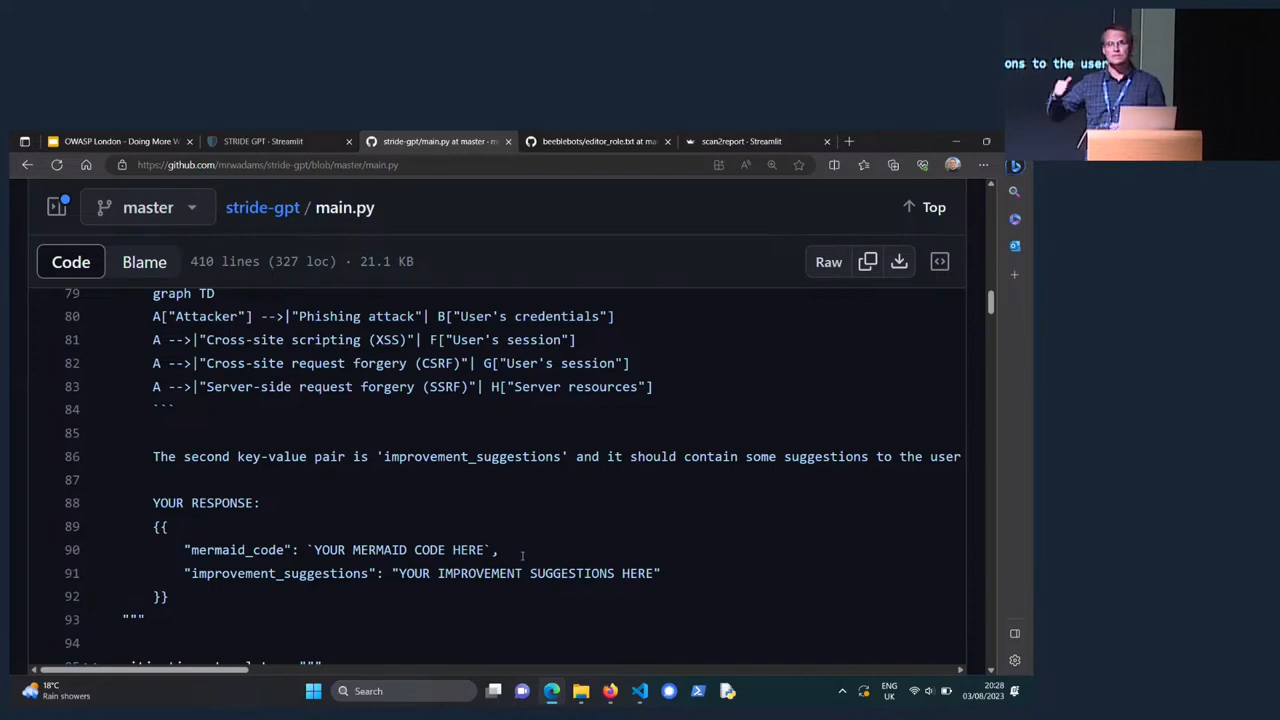 ons to the user
OWASP London - Doing More W
STRIDE GPT - Streamlit
stride-gpt/main.py at master · m
beeblebots/editor_role.txt at ma
scan2report - Streamlit
https://github.com/mrwadams/stride-gpt/blob/master/main.py
master
stride-gpt / main.py
Top
Code
Blame
410 lines (327 loc) · 21.1 KB
Raw
79 graph TD
80 A["Attacker"] -->|"Phishing attack"| B["User's credentials"]
81 A -->|"Cross-site scripting (XSS)"| F["User's session"]
82 A -->|"Cross-site request forgery (CSRF)"| G["User's session"]
83 A -->|"Server-side request forgery (SSRF)"| H["Server resources"]
84 ```
85
86 The second key-value pair is 'improvement_suggestions' and it should contain some suggestions to the user
87
88 YOUR RESPONSE:
89 {{
90 "mermaid_code": `YOUR MERMAID CODE HERE`,
91 "improvement_suggestions": "YOUR IMPROVEMENT SUGGESTIONS HERE"
92 }}
93 """
94
18°C
Rain showers
Search
ENG
UK
20:28
03/08/2023